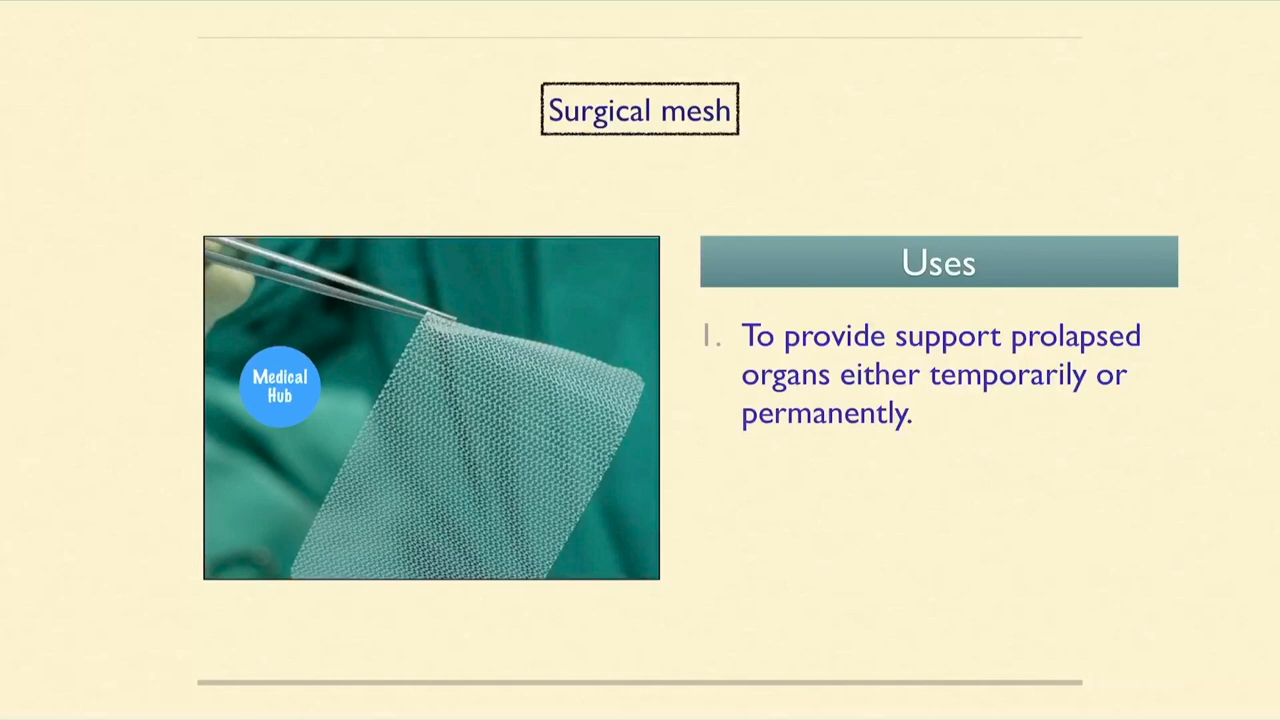 Surgical mesh
Medical
Hub
Uses
1. To provide support prolapsed
organs either temporarily or
permanently.